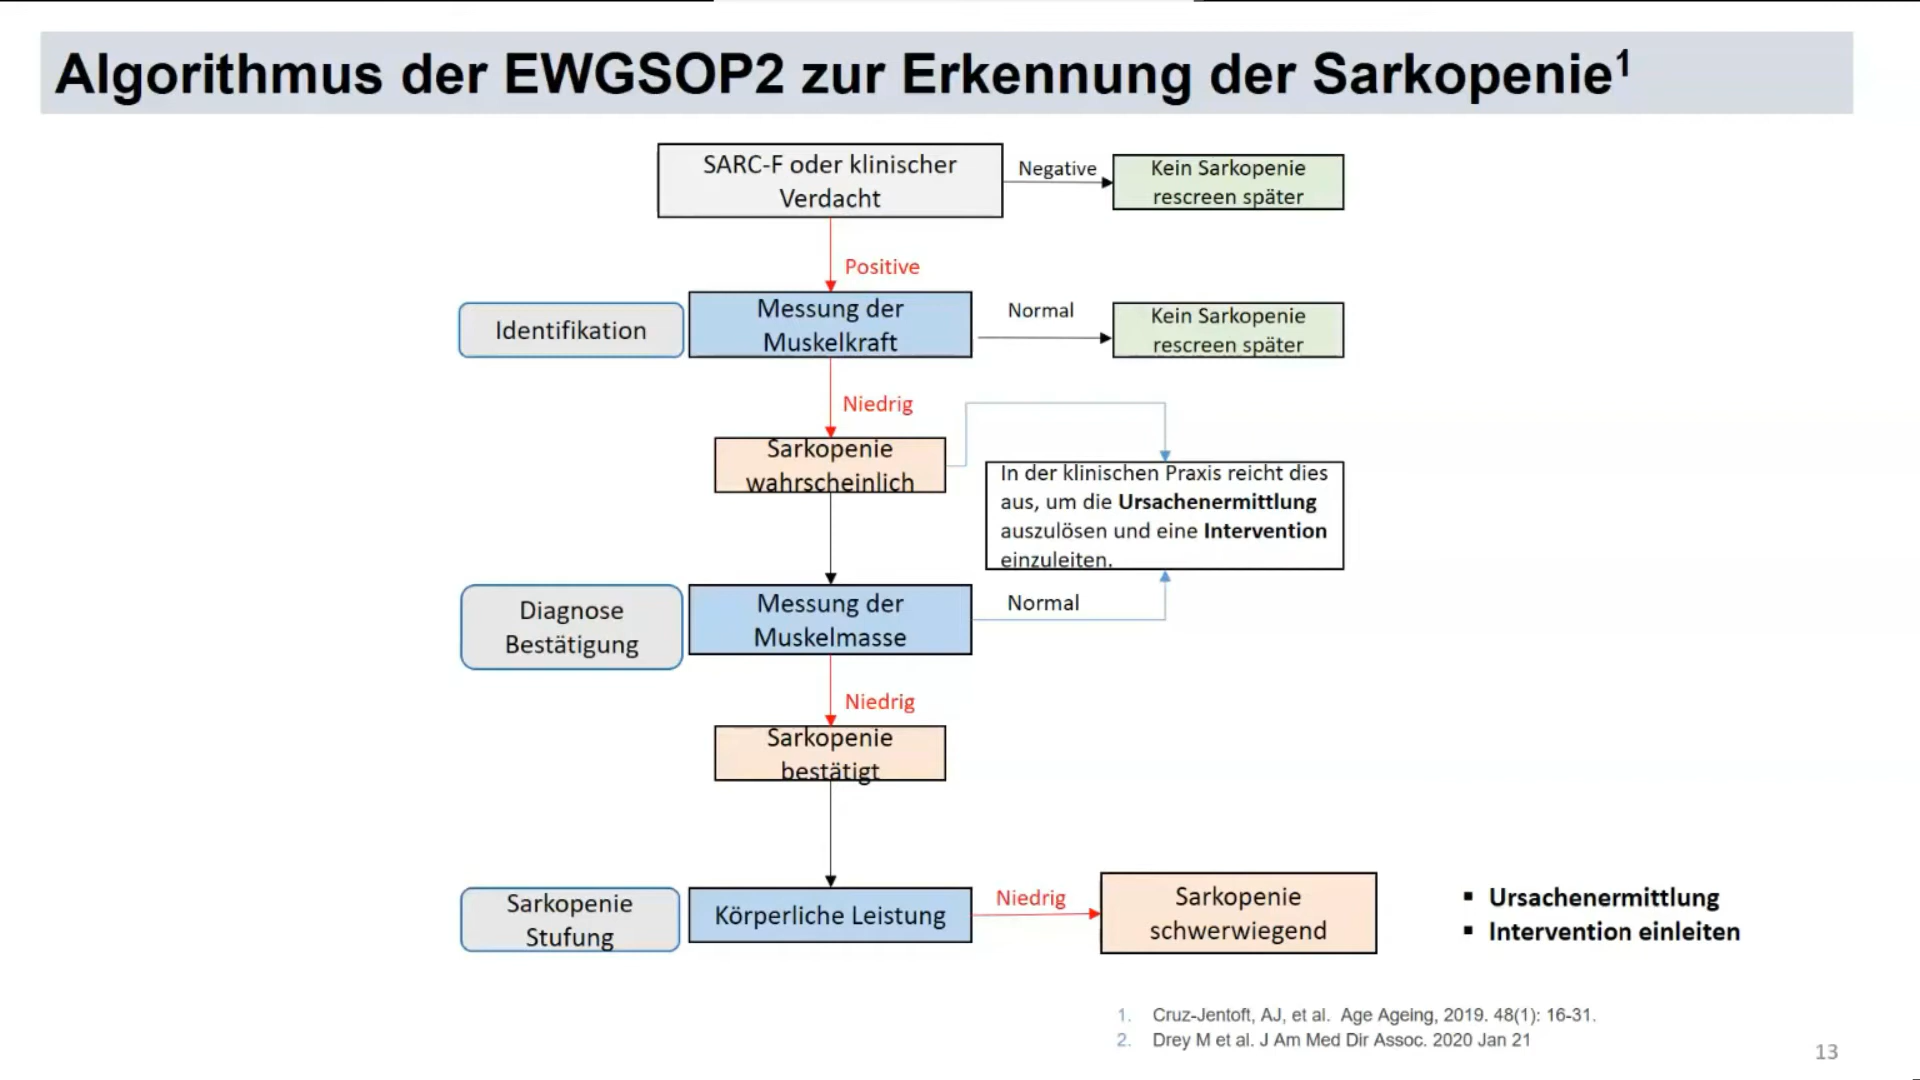 Algorithmus der EWGSOP2 zur Erkennung der Sarkopenie¹
SARC-F oder klinischer
Verdacht
Negative
Kein Sarkopenie
rescreen später
Positive
Identifikation
Messung der
Muskelkraft
Normal
Kein Sarkopenie
rescreen später
Niedrig
Sarkopenie
wahrscheinlich
In der klinischen Praxis reicht dies
aus, um die Ursachenermittlung
auszulösen und eine Intervention
einzuleiten.
Diagnose
Bestätigung
Messung der
Muskelmasse
Normal
Niedrig
Sarkopenie
bestätigt
Sarkopenie
Stufung
Körperliche Leistung
Niedrig
Sarkopenie
schwerwiegend
▪ Ursachenermittlung
▪ Intervention einleiten
1. Cruz-Jentoft, AJ, et al. Age Ageing, 2019. 48(1): 16-31.
2. Drey M et al. J Am Med Dir Assoc. 2020 Jan 21
13